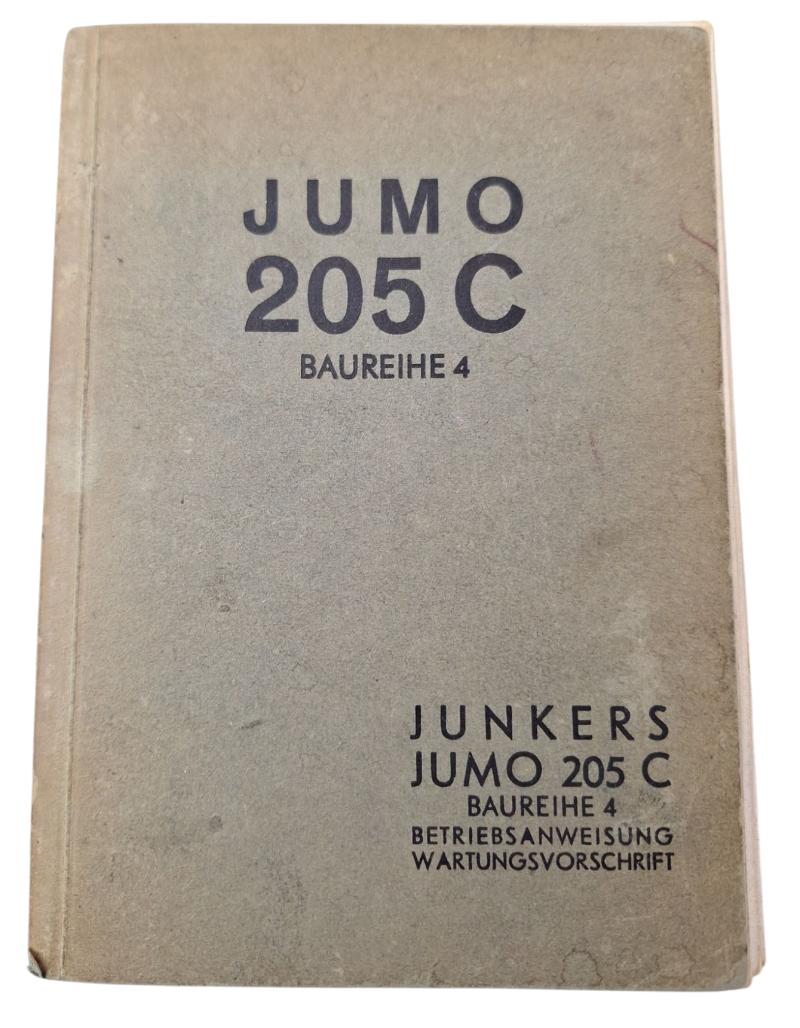 JUMO
205 C
BAUREIHE 4
JUNKERS
JUMO 205 C
BAUREIHE 4
BETRIEBSANWEISUNG
WARTUNGSVORSCHRIFT